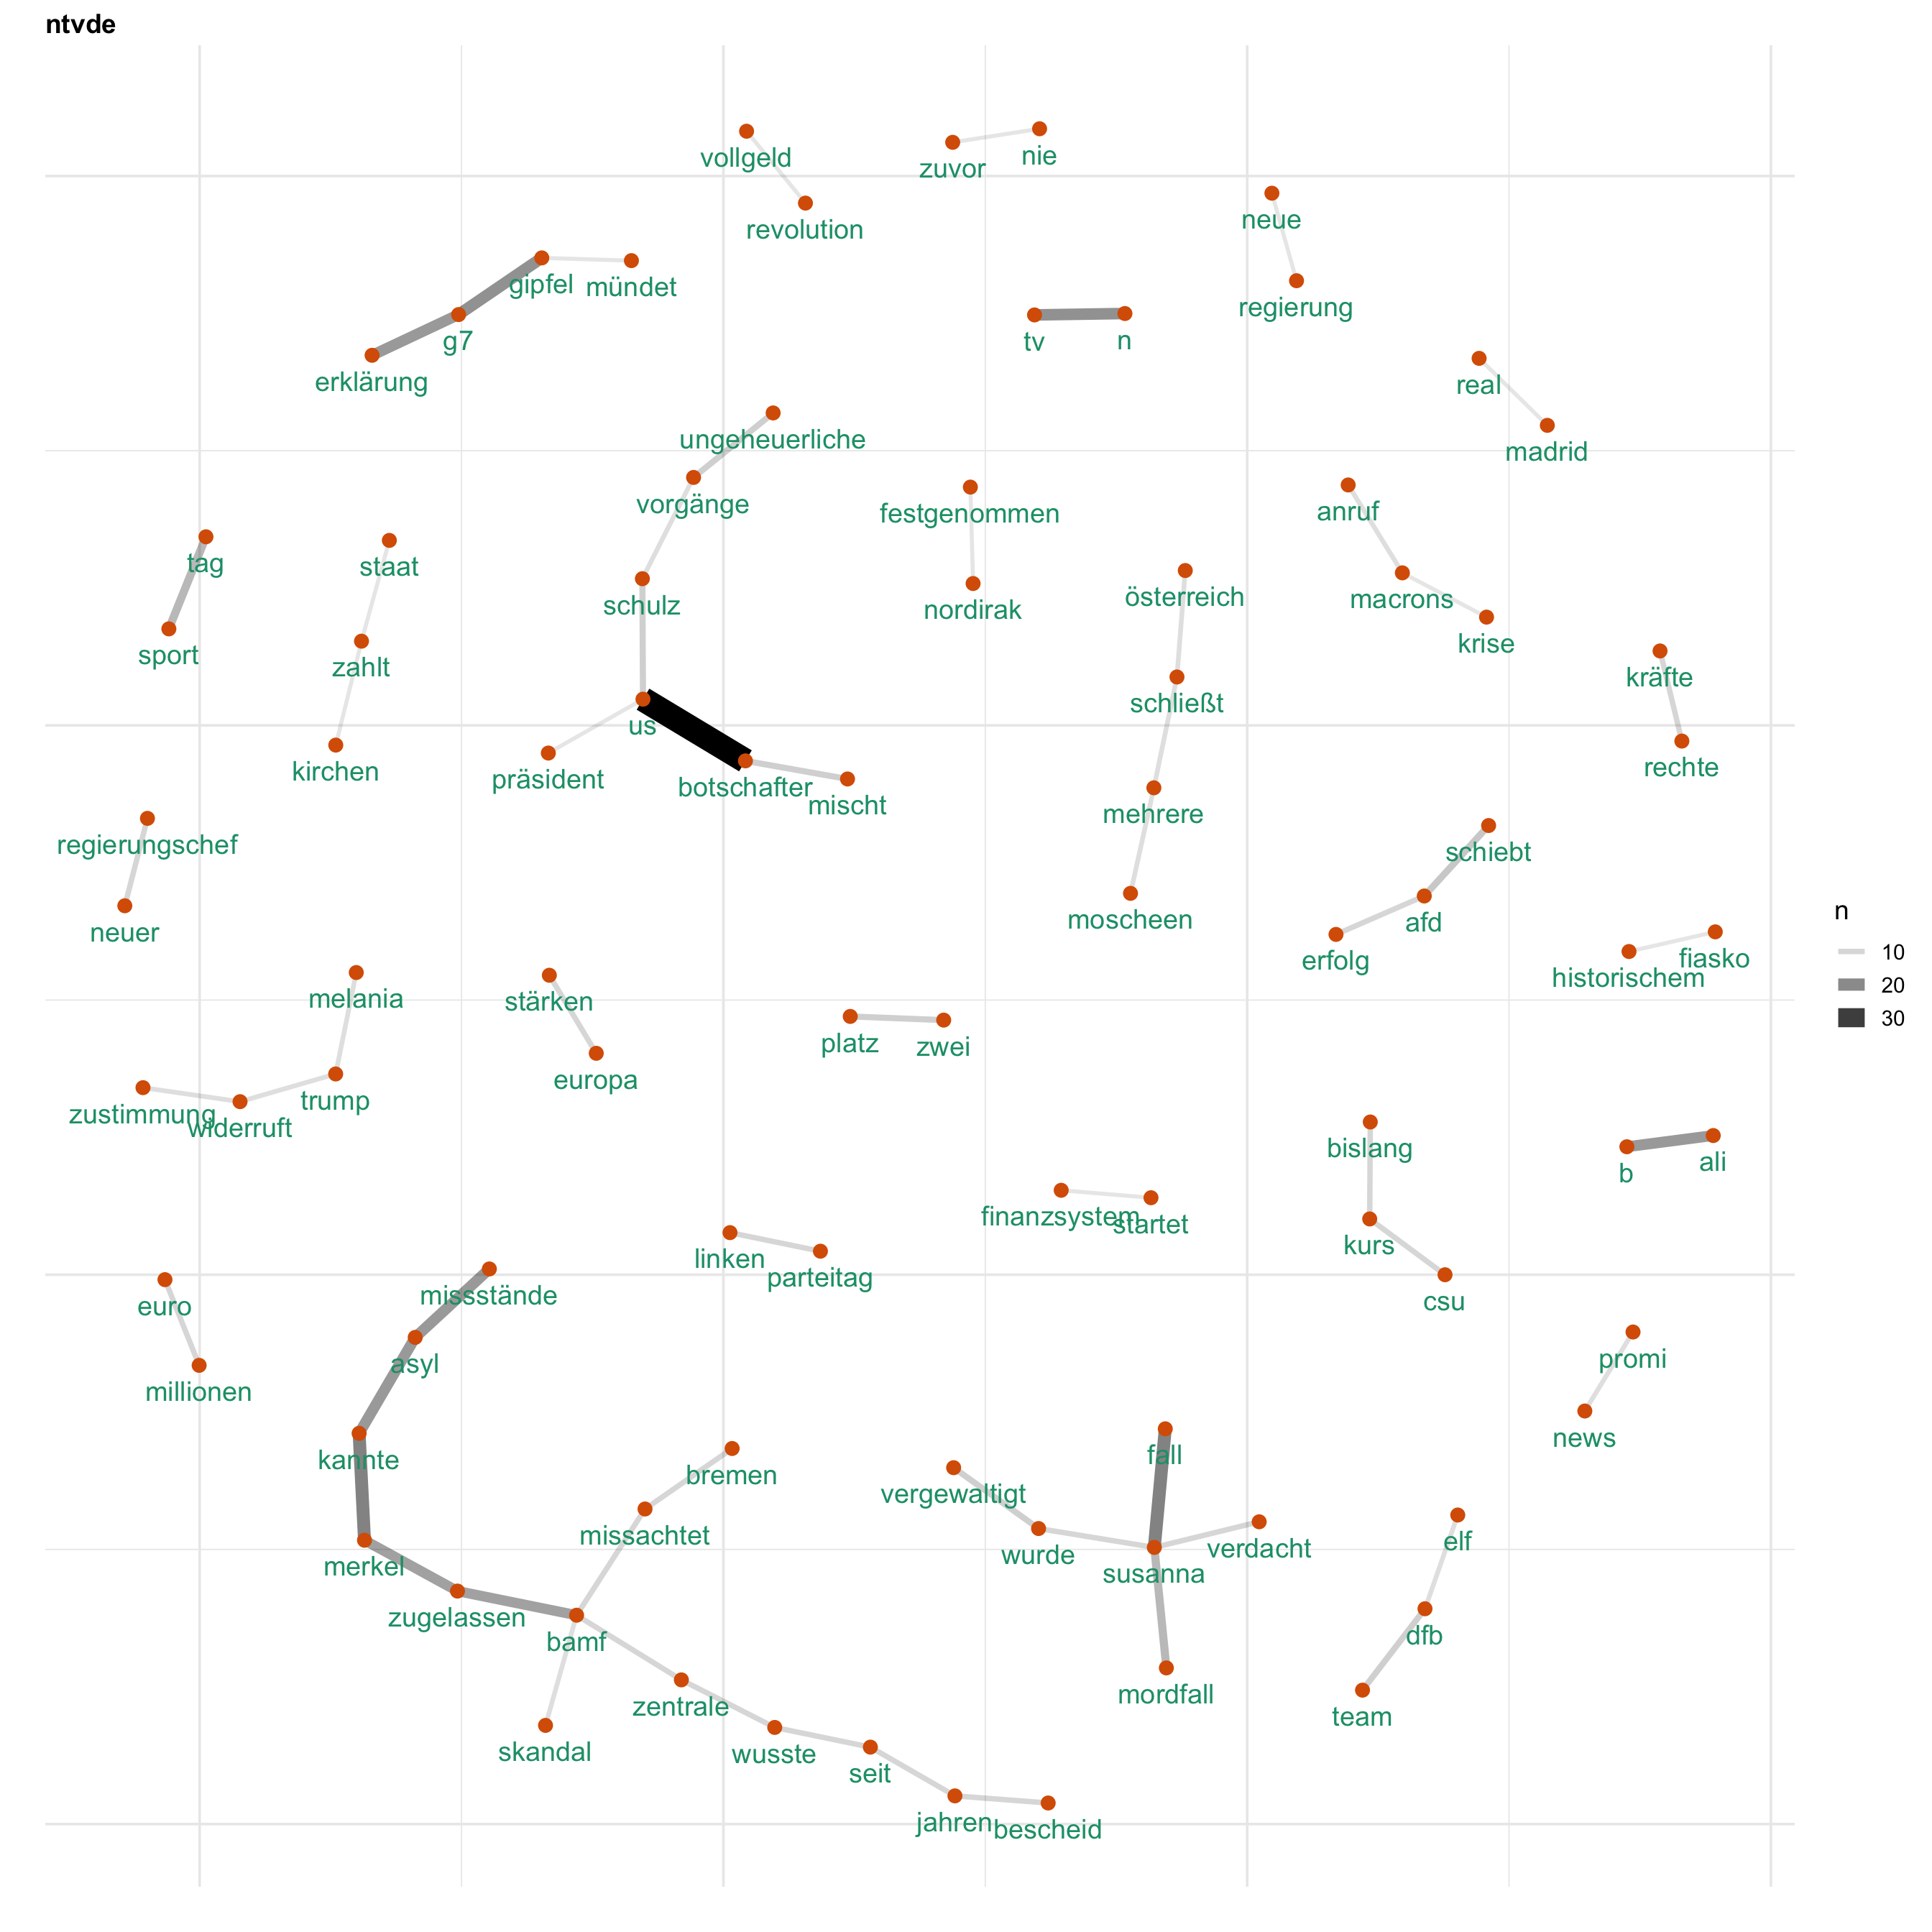 ntvde
vollgeld
zuvor
nie
revolution
neue
gipfel
mündet
regierung
g7
tv
n
erklärung
real
ungeheuerliche
madrid
vorgänge
festgenommen
anruf
tag
staat
schulz
nordirak
österreich
macrons
krise
sport
zahlt
kräfte
us
schließt
kirchen
präsident
botschafter
mischt
rechte
mehrere
regierungschef
schiebt
neuer
moscheen
afd
erfolg
historischem
fiasko
n
10
20
30
melania
stärken
platz
zwei
europa
trump
zustimmung
widerruft
bislang
b
ali
finanzsystem
startet
linken
parteitag
kurs
euro
missstände
csu
asyl
millionen
promi
kannte
bremen
fall
news
vergewaltigt
missachtet
wurde
verdacht
elf
merkel
susanna
zugelassen
bamf
dfb
zentrale
mordfall
team
skandal
wusste
seit
jahren
bescheid